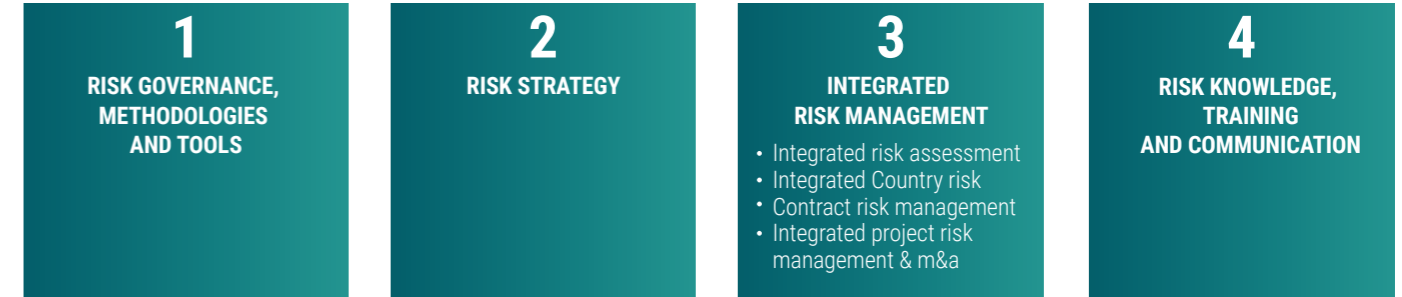 1
RISK GOVERNANCE,
METHODOLOGIES
AND TOOLS
2
RISK STRATEGY
3
INTEGRATED
RISK MANAGEMENT
• Integrated risk assessment
• Integrated Country risk
• Contract risk management
• Integrated project risk
management & m&a
4
RISK KNOWLEDGE,
TRAINING
AND COMMUNICATION